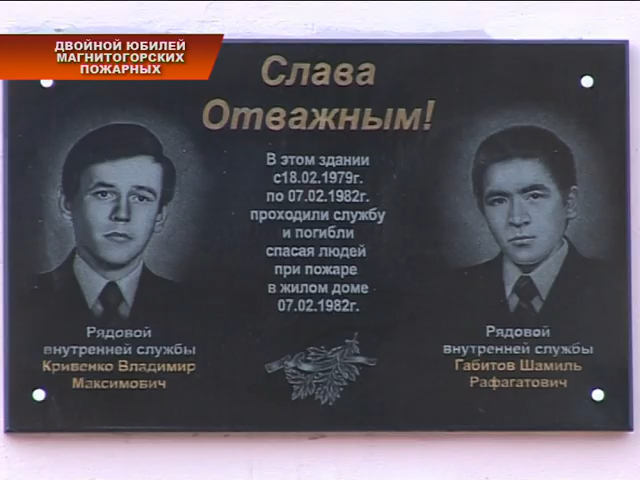 ДВОЙНОЙ ЮБИЛЕЙ
МАГНИТОГОРСКИХ
ПОЖАРНЫХ
Слава
Отважным!
В этом здании
с18.02.1979г.
по 07.02.1982г.
проходили службу
и погибли
спасая людей
при пожаре
в жилом доме
07.02.1982г.
Рядовой
внутренней службы
Кривенко Владимир
Максимович
Рядовой
внутренней службы
Габитов Шамиль
Рафагатович